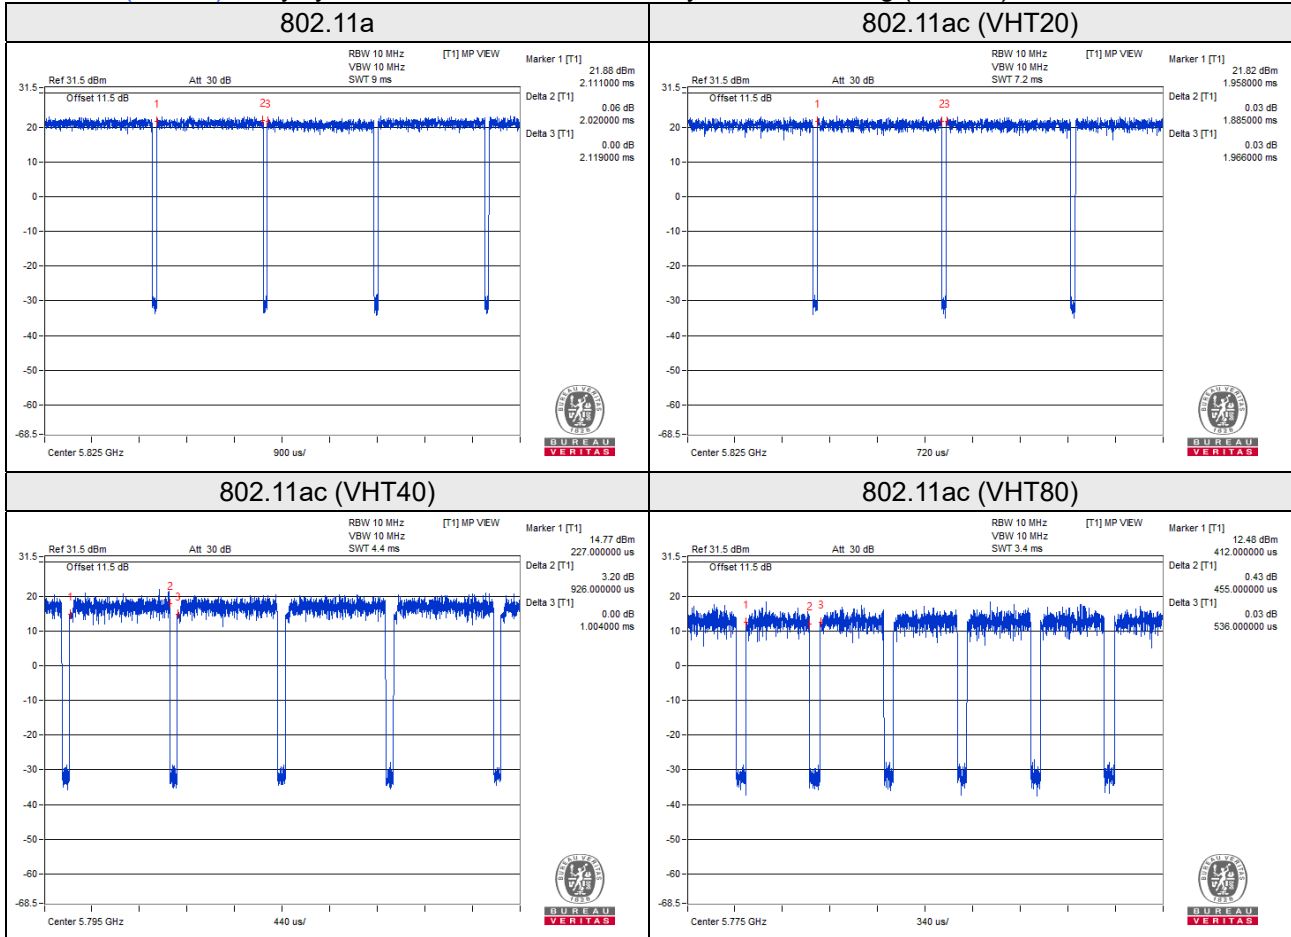 802.11a
RBW 10 MHz
[T1] MP VIEW
VBW 10 MHz
Ref 31.5 dBm
Att 30 dB
SWT 9 ms
Marker 1 [T1]
21.88 dBm
2.111000 ms
Delta 2 [T1]
0.06 dB
2.020000 ms
Delta 3 [T1]
0.00 dB
2.119000 ms
Offset 11.5 dB
1
23
31.5
20
10
0
-10
-20
-30
-40
-50
-60
-68.5
Center 5.825 GHz
900 us/
BUREAU
VERITAS
802.11ac (VHT20)
RBW 10 MHz
[T1] MP VIEW
VBW 10 MHz
Ref 31.5 dBm
Att 30 dB
SWT 7.2 ms
Marker 1 [T1]
21.82 dBm
1.958000 ms
Delta 2 [T1]
0.03 dB
1.885000 ms
Delta 3 [T1]
0.03 dB
1.966000 ms
Offset 11.5 dB
1
23
31.5
20
10
0
-10
-20
-30
-40
-50
-60
-68.5
Center 5.825 GHz
720 us/
BUREAU
VERITAS
802.11ac (VHT40)
RBW 10 MHz
[T1] MP VIEW
VBW 10 MHz
Ref 31.5 dBm
Att 30 dB
SWT 4.4 ms
Marker 1 [T1]
14.77 dBm
227.000000 us
Delta 2 [T1]
3.20 dB
926.000000 us
Delta 3 [T1]
0.00 dB
1.004000 ms
Offset 11.5 dB
1
2
3
31.5
20
10
0
-10
-20
-30
-40
-50
-60
-68.5
Center 5.795 GHz
440 us/
BUREAU
VERITAS
802.11ac (VHT80)
RBW 10 MHz
[T1] MP VIEW
VBW 10 MHz
Ref 31.5 dBm
Att 30 dB
SWT 3.4 ms
Marker 1 [T1]
12.48 dBm
412.000000 us
Delta 2 [T1]
0.43 dB
455.000000 us
Delta 3 [T1]
0.03 dB
536.000000 us
Offset 11.5 dB
1
2
3
31.5
20
10
0
-10
-20
-30
-40
-50
-60
-68.5
Center 5.775 GHz
340 us/
BUREAU
VERITAS